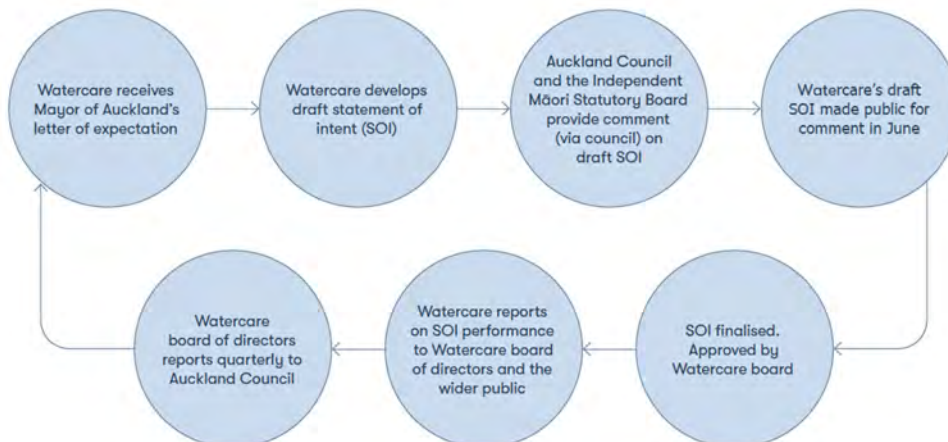 Watercare receives
Mayor of Auckland's
letter of expectation
Watercare develops
draft statement of
intent (SOI)
Auckland Council
and the Independent
Māori Statutory Board
provide comment
(via council) on
draft SOI
Watercare's draft
SOI made public for
comment in June
SOI finalised.
Approved by
Watercare board
Watercare reports
on SOI performance
to Watercare board
of directors and the
wider public
Watercare
board of directors
reports quarterly to
Auckland Council